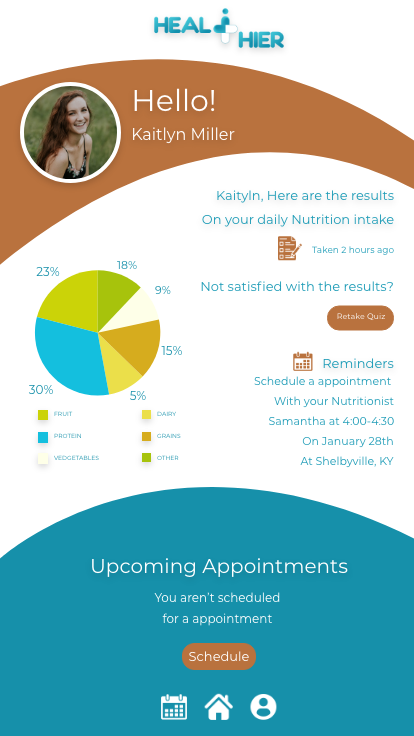 HEAL HIER
Hello!
Kaitlyn Miller
Kaityln, Here are the results
On your daily Nutrition intake
Taken 2 hours ago
Not satisfied with the results?
Retake Quiz
23%
18%
9%
15%
5%
30%
FRUIT
DAIRY
PROTEIN
GRAINS
VEDGETABLES
OTHER
Reminders
Schedule a appointment
With your Nutritionist
Samantha at 4:00-4:30
On January 28th
At Shelbyville, KY
Upcoming Appointments
You aren’t scheduled
for a appointment
Schedule